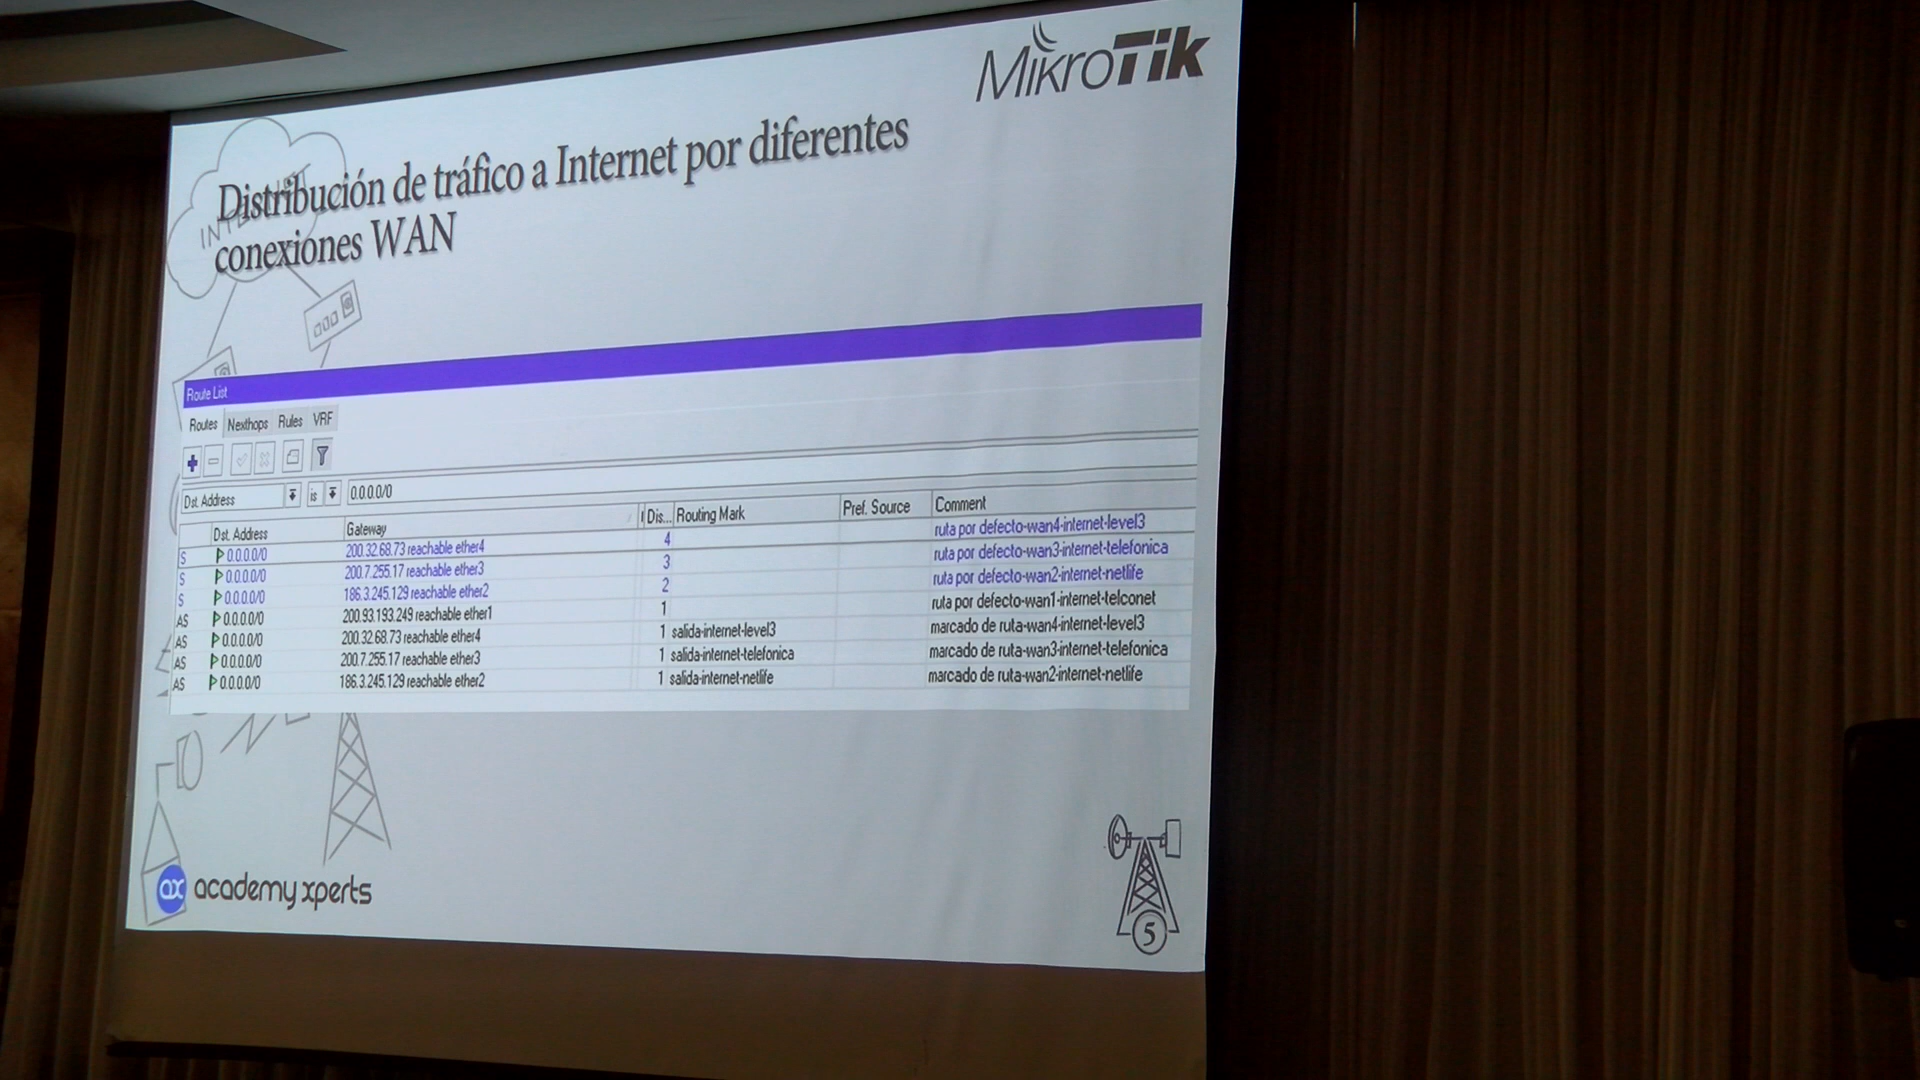 MikroTik
Distribución de tráfico a Internet por diferentes
conexiones WAN
Route List
Routes Nexthops Rules VRF
Dst. Address is 0.0.0.0/0
Dst. Address Gateway Dis... Routing Mark Pref. Source Comment
S 0.0.0.0/0 200.32.68.73 reachable ether4 4 ruta por defecto-wan4-internet-level3
S 0.0.0.0/0 200.7.255.17 reachable ether3 3 ruta por defecto-wan3-internet-telefonica
S 0.0.0.0/0 186.3.245.129 reachable ether2 2 ruta por defecto-wan2-internet-netlife
AS 0.0.0.0/0 200.93.193.249 reachable ether1 1 ruta por defecto-wan1-internet-telconet
AS 0.0.0.0/0 200.32.68.73 reachable ether4 1 salida-internet-level3 marcado de ruta-wan4-internet-level3
AS 0.0.0.0/0 200.7.255.17 reachable ether3 1 salida-internet-telefonica marcado de ruta-wan3-internet-telefonica
AS 0.0.0.0/0 186.3.245.129 reachable ether2 1 salida-internet-netlife marcado de ruta-wan2-internet-netlife
ax academy xperts
5